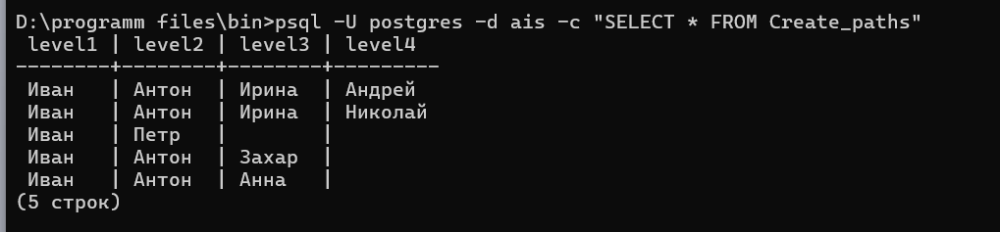 D:\programm files\bin>psql -U postgres -d ais -c "SELECT * FROM Create_paths"
 level1 | level2 | level3 | level4
--------+--------+--------+---------
 Иван   | Антон  | Ирина  | Андрей
 Иван   | Антон  | Ирина  | Николай
 Иван   | Петр   |        |
 Иван   | Антон  | Захар  |
 Иван   | Антон  | Анна   |
(5 строк)